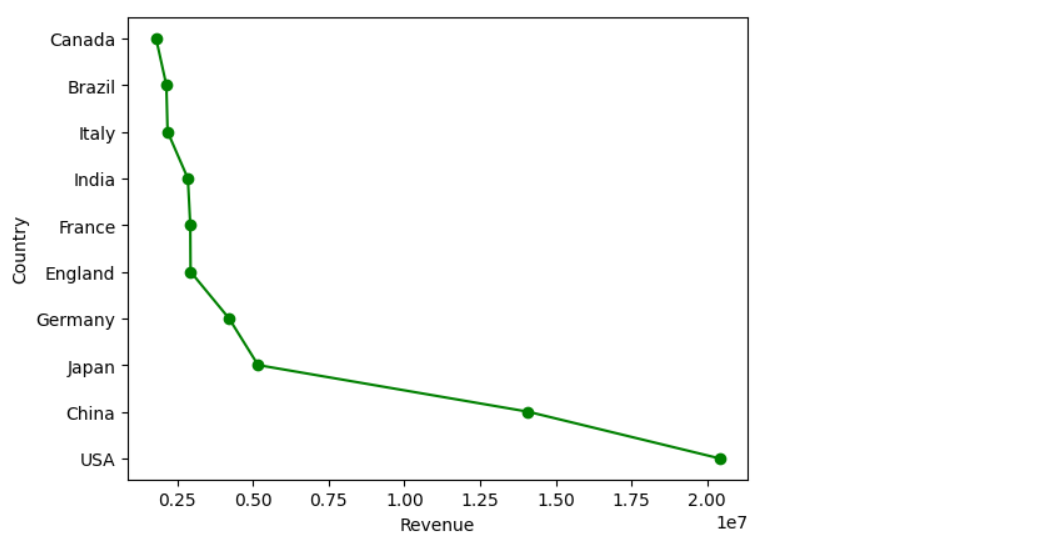 Canada
Brazil
Italy
India
France
England
Germany
Japan
China
USA
Country
0.25 0.50 0.75 1.00 1.25 1.50 1.75 2.00
1e7
Revenue